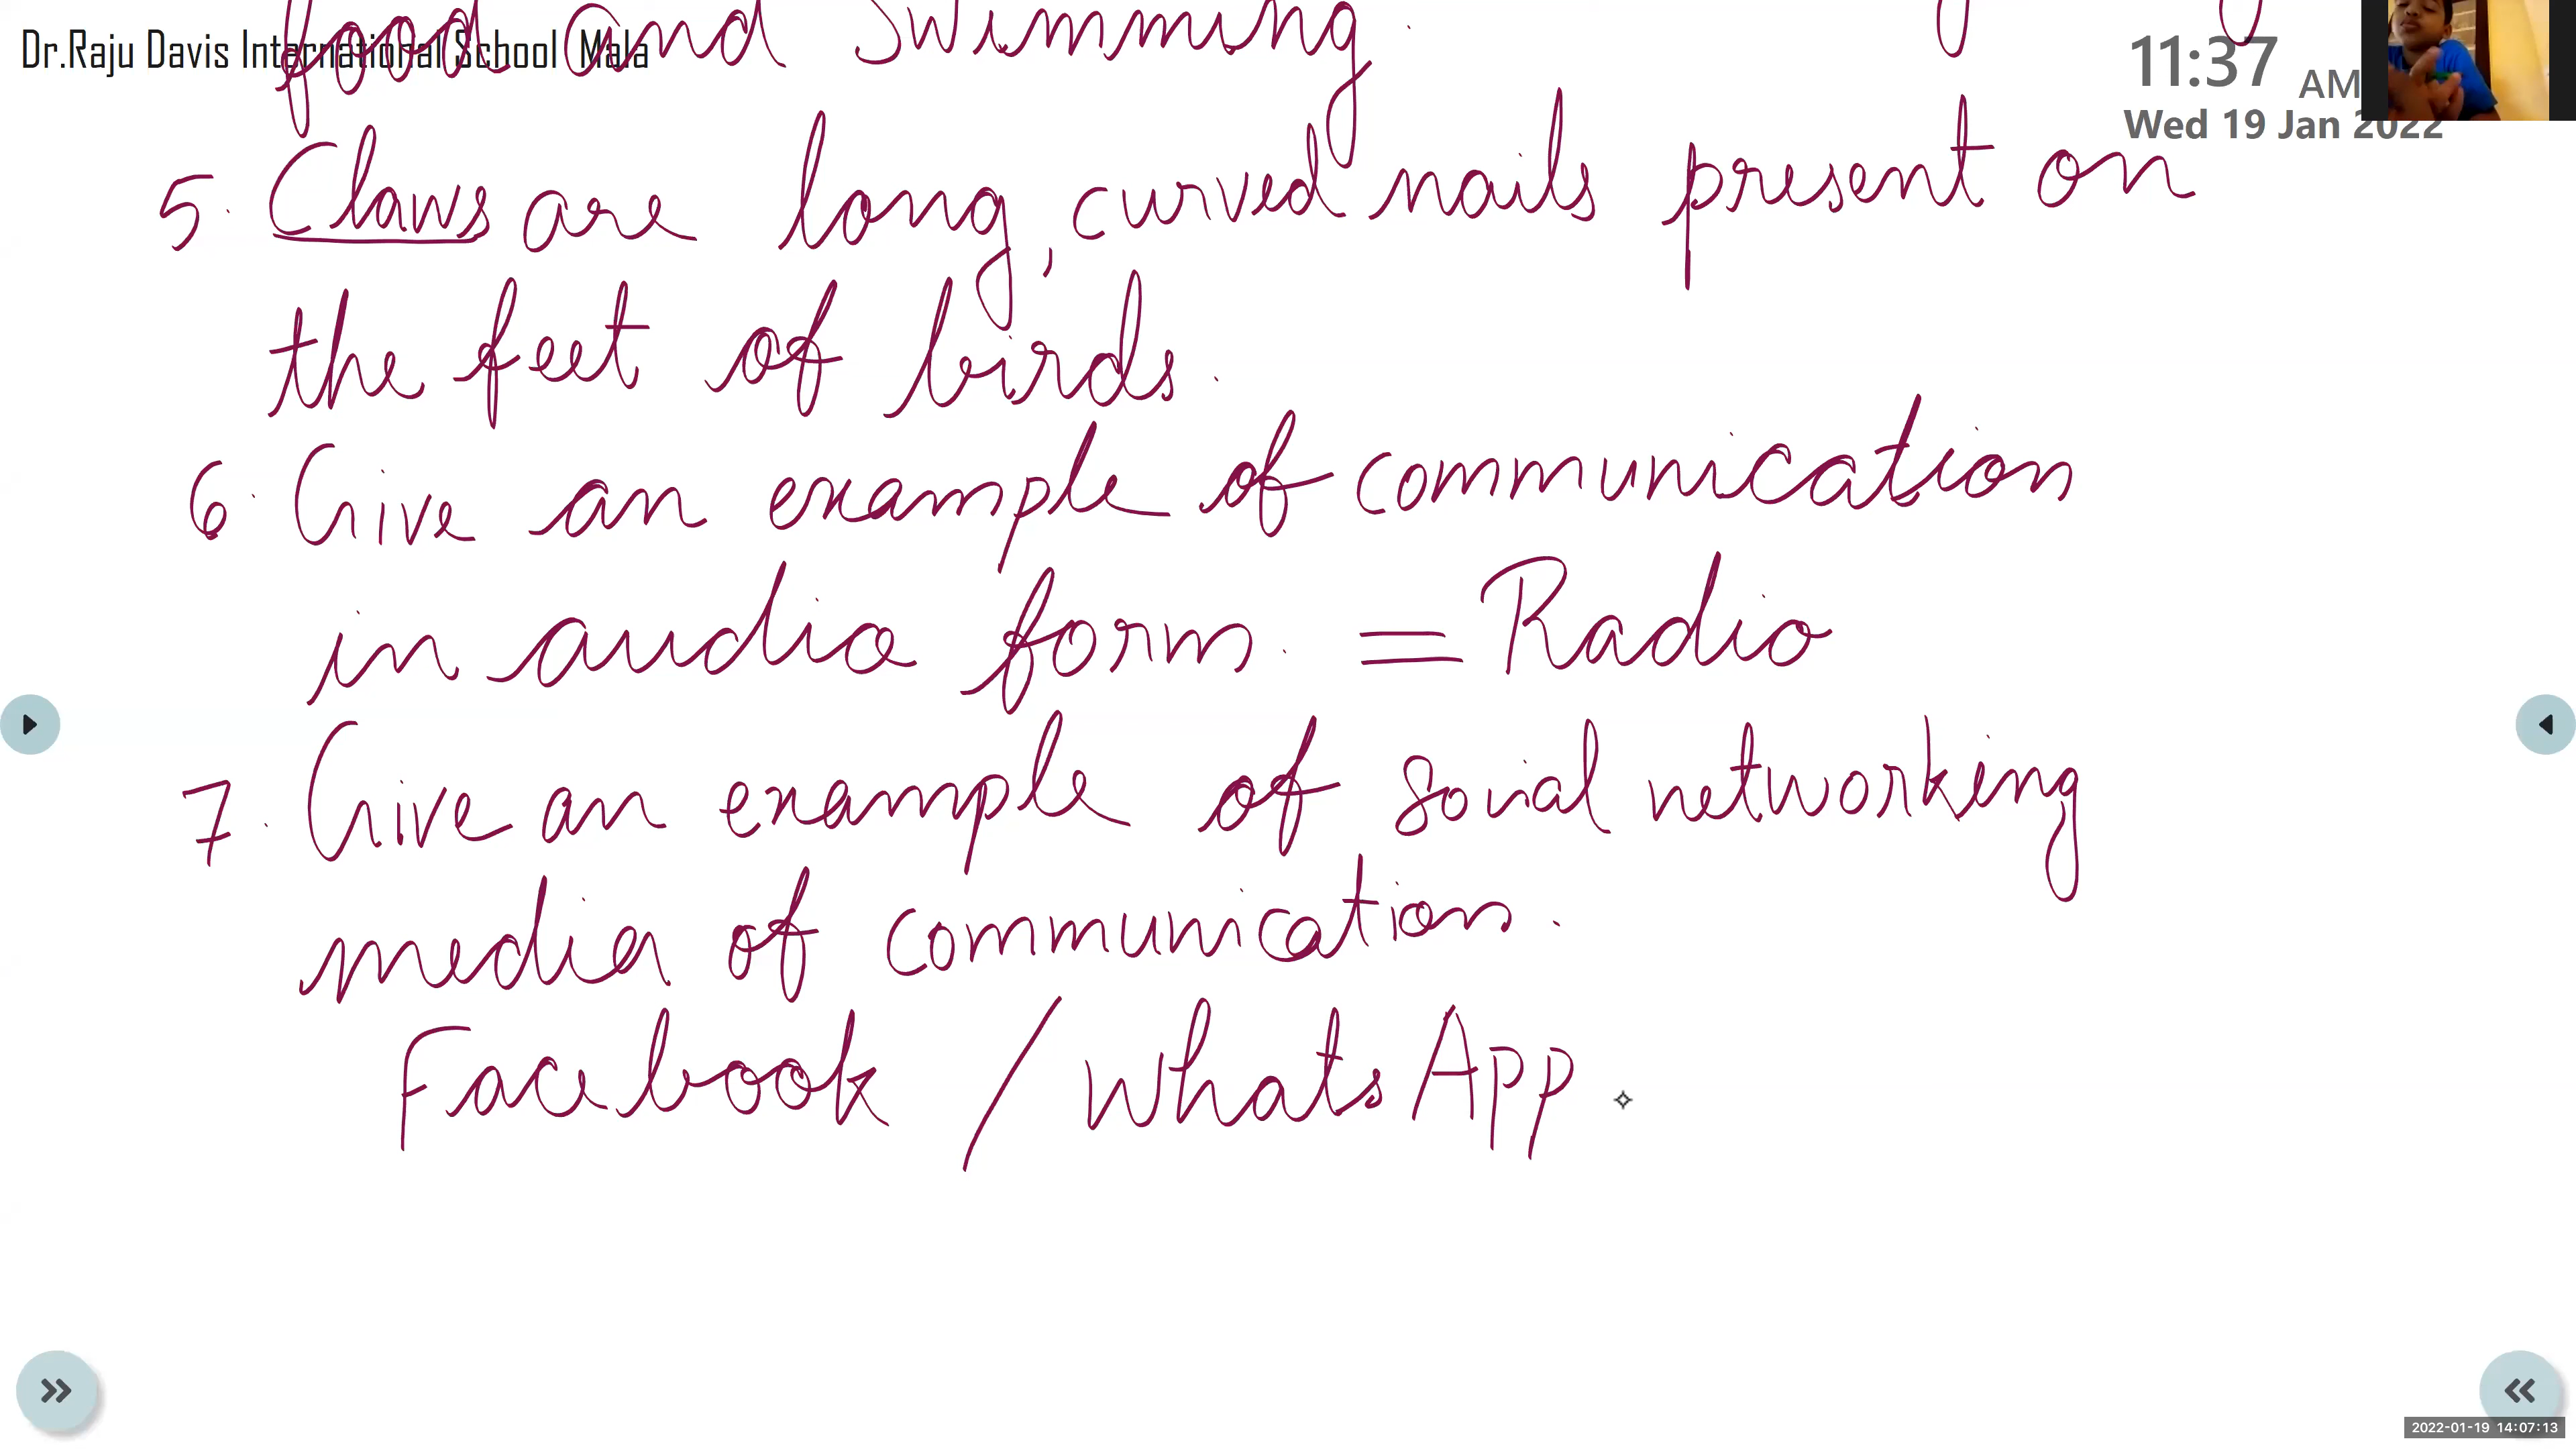 food and swimming.
Dr.Raju Davis International School Mala
11:37 AM
Wed 19 Jan 2022
5. Claws are long, curved nails present on
the feet of birds.
6. Give an example of communication
in audio form. = Radio
7. Give an example of social networking
media of communication.
Facebook / WhatsApp
2022-01-19 14:07:13